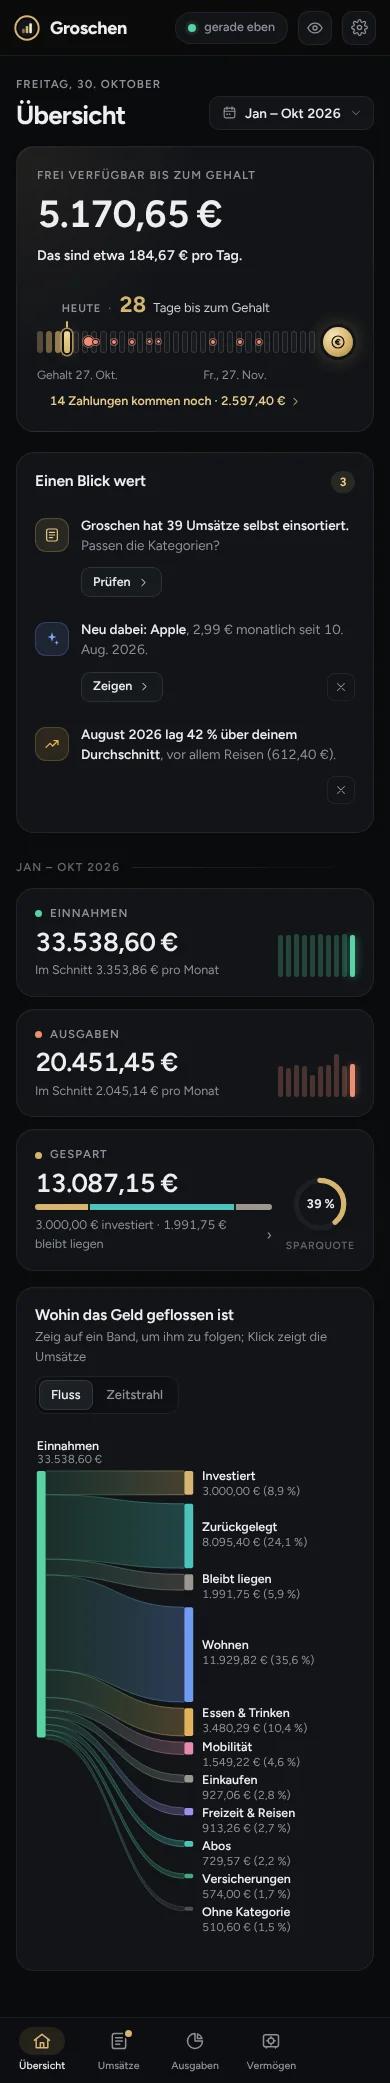 Groschen
gerade eben
FREITAG, 30. OKTOBER
Übersicht
Jan – Okt 2026
FREI VERFÜGBAR BIS ZUM GEHALT
5.170,65 €
Das sind etwa 184,67 € pro Tag.
HEUTE · 28 Tage bis zum Gehalt
Gehalt 27. Okt.
Fr., 27. Nov.
14 Zahlungen kommen noch · 2.597,40 €
Einen Blick wert
3
Groschen hat 39 Umsätze selbst einsortiert.
Passen die Kategorien?
Prüfen
Neu dabei: Apple, 2,99 € monatlich seit 10.
Aug. 2026.
Zeigen
August 2026 lag 42 % über deinem
Durchschnitt, vor allem Reisen (612,40 €).
JAN – OKT 2026
EINNAHMEN
33.538,60 €
Im Schnitt 3.353,86 € pro Monat
AUSGABEN
20.451,45 €
Im Schnitt 2.045,14 € pro Monat
GESPART
13.087,15 €
3.000,00 € investiert · 1.991,75 €
bleibt liegen
39 %
SPARQUOTE
Wohin das Geld geflossen ist
Zeig auf ein Band, um ihm zu folgen; Klick zeigt die
Umsätze
Fluss
Zeitstrahl
Einnahmen
33.538,60 €
Investiert
3.000,00 € (8,9 %)
Zurückgelegt
8.095,40 € (24,1 %)
Bleibt liegen
1.991,75 € (5,9 %)
Wohnen
11.929,82 € (35,6 %)
Essen & Trinken
3.480,29 € (10,4 %)
Mobilität
1.549,22 € (4,6 %)
Einkaufen
927,06 € (2,8 %)
Freizeit & Reisen
913,26 € (2,7 %)
Abos
729,57 € (2,2 %)
Versicherungen
574,00 € (1,7 %)
Ohne Kategorie
510,60 € (1,5 %)
Übersicht
Umsätze
Ausgaben
Vermögen